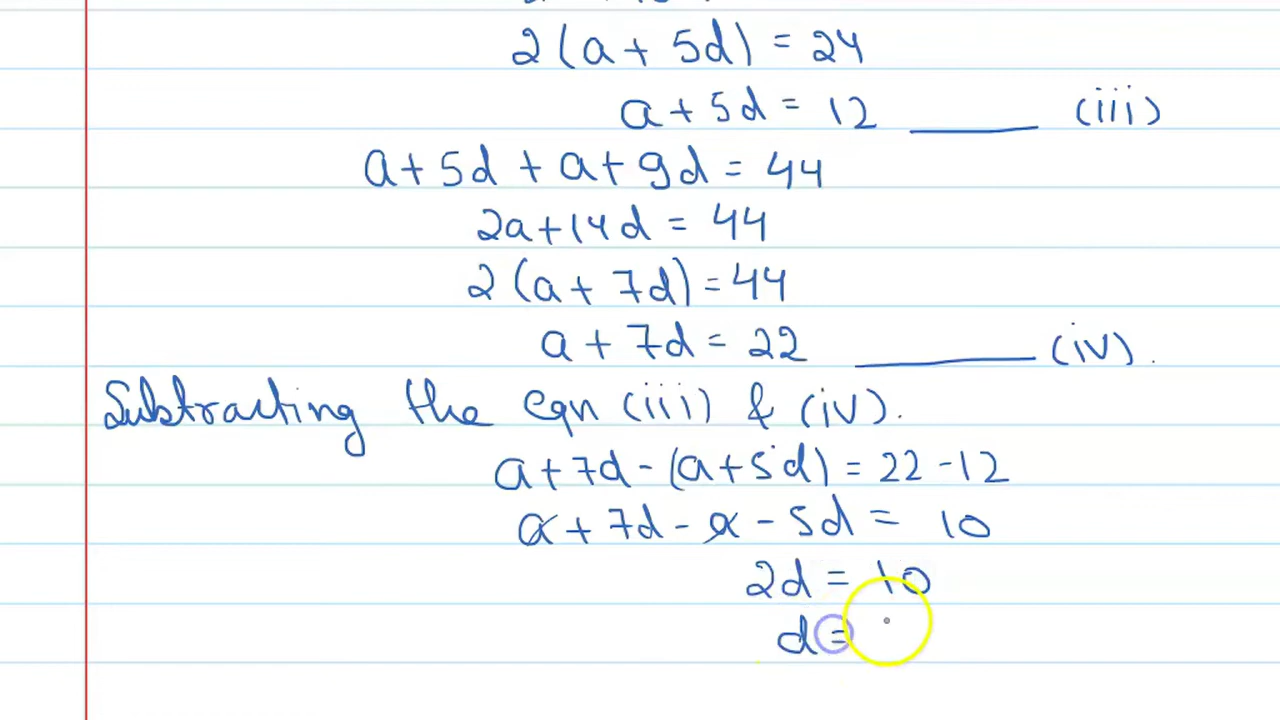 2(a + 5d) = 24
a + 5d = 12 ______ (iii)
a + 5d + a + 9d = 44
2a + 14d = 44
2(a + 7d) = 44
a + 7d = 22 ______ (iv).
Subtracting the eqn (iii) & (iv).
a + 7d - (a + 5d) = 22 - 12
a + 7d - a - 5d = 10
2d = 10
d =